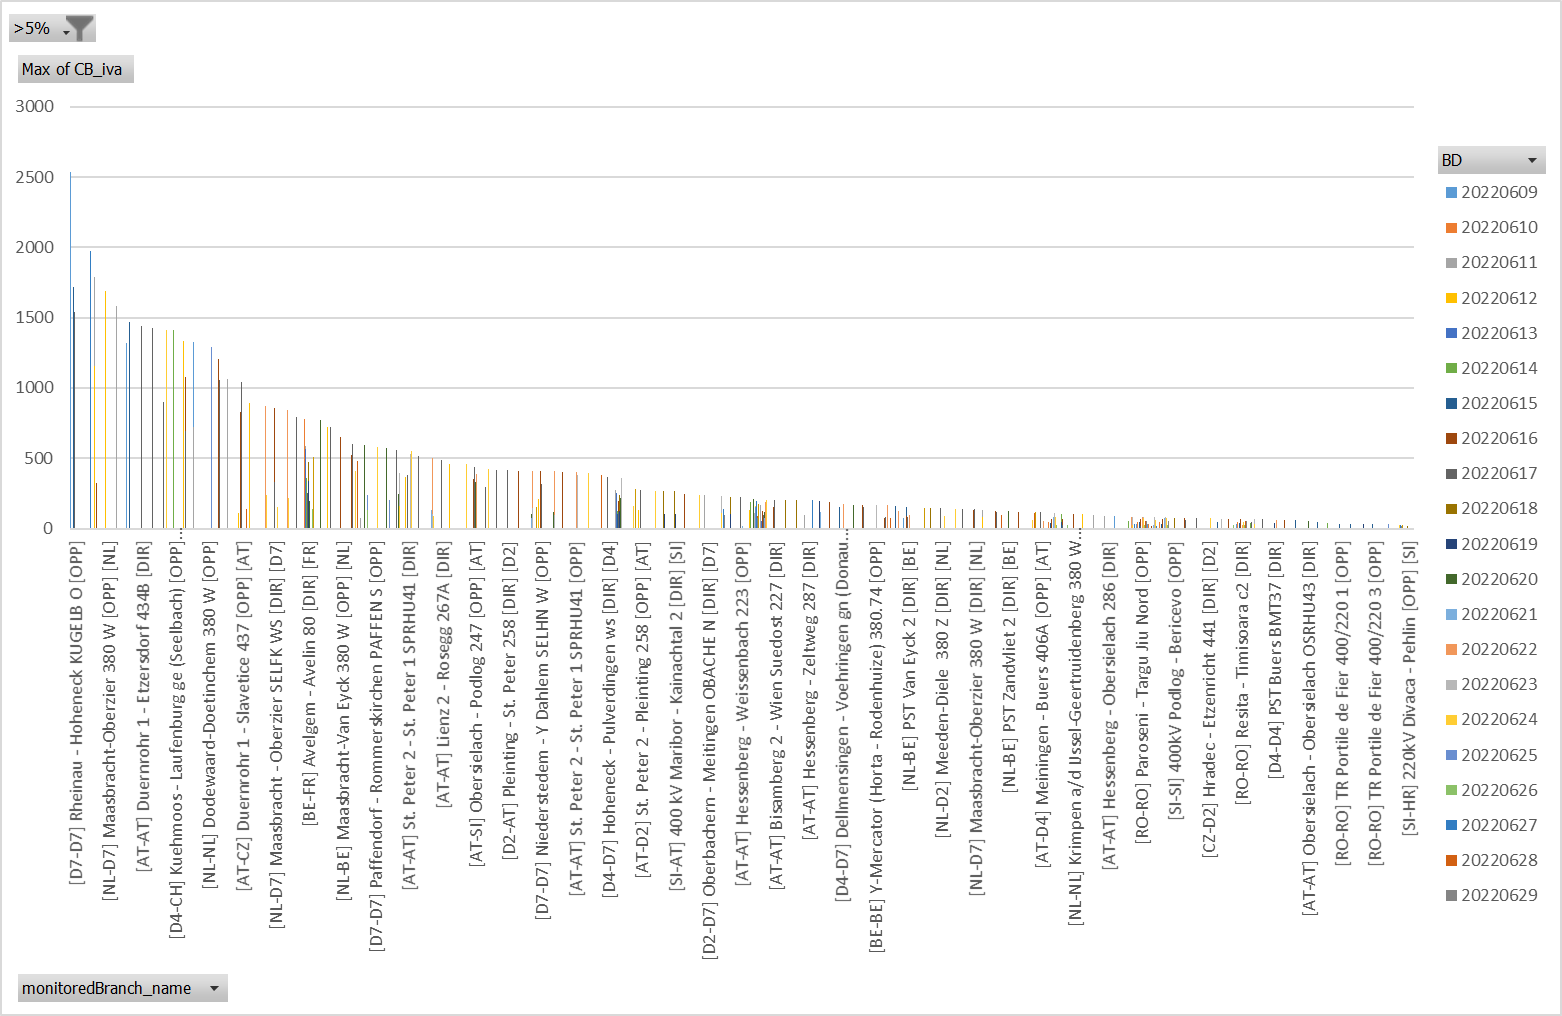 >5%
Max of CB_iva
3000
2500
2000
1500
1000
500
0
[D7-D7] Rheinau - Hoheneck KUGELB O [OPP]
[NL-D7] Maasbracht-Oberzier 380 W [OPP] [NL]
[AT-AT] Duernrohr 1 - Etzersdorf 434B [DIR]
[D4-CH] Kuehmoos - Laufenburg ge (Seelbach) [OPP]...
[NL-NL] Dodewaard-Doetinchem 380 W [OPP]
[AT-CZ] Duernrohr 1 - Slavetice 437 [OPP] [AT]
[NL-D7] Maasbracht - Oberzier SELFK WS [DIR] [D7]
[BE-FR] Avelgem - Avelin 80 [DIR] [FR]
[NL-BE] Maasbracht-Van Eyck 380 W [OPP] [NL]
[D7-D7] Paffendorf - Rommerskirchen PAFFEN S [OPP]
[AT-AT] St. Peter 2 - St. Peter 1 SPRHU41 [DIR]
[AT-AT] Lienz 2 - Rosegg 267A [DIR]
[AT-SI] Obersielach - Podlog 247 [OPP] [AT]
[D2-AT] Pleinting - St. Peter 258 [DIR] [D2]
[D7-D7] Niederstedem - Y Dahlem SELHN W [OPP]
[AT-AT] St. Peter 2 - St. Peter 1 SPRHU41 [OPP]
[D4-D7] Hoheneck - Pulverdingen ws [DIR] [D4]
[AT-D2] St. Peter 2 - Pleinting 258 [OPP] [AT]
[SI-AT] 400 kV Maribor - Kainachtal 2 [DIR] [SI]
[D2-D7] Oberbachern - Meitingen OBACHE N [DIR] [D7]
[AT-AT] Hessenberg - Weissenbach 223 [OPP]
[AT-AT] Bisamberg 2 - Wien Suedost 227 [DIR]
[AT-AT] Hessenberg - Zeltweg 287 [DIR]
[D4-D7] Dellmensingen - Voehringen gn (Donau...
[BE-BE] Y-Mercator (Horta - Rodenhuize) 380.74 [OPP]
[NL-BE] PST Van Eyck 2 [DIR] [BE]
[NL-D2] Meeden-Diele 380 Z [DIR] [NL]
[NL-D7] Maasbracht-Oberzier 380 W [DIR] [NL]
[NL-BE] PST Zandvliet 2 [DIR] [BE]
[AT-D4] Meiningen - Buers 406A [OPP] [AT]
[NL-NL] Krimpen a/d IJssel-Geertruidenberg 380 W...
[AT-AT] Hessenberg - Obersielach 286 [DIR]
[RO-RO] Paroseni - Targu Jiu Nord [OPP]
[SI-SI] 400kV Podlog - Bericevo [OPP]
[CZ-D2] Hradec - Etzenricht 441 [DIR] [D2]
[RO-RO] Resita - Timisoara c2 [DIR]
[D4-D4] PST Buers BMT37 [DIR]
[AT-AT] Obersielach - Obersielach OSRHU43 [DIR]
[RO-RO] TR Portile de Fier 400/220 1 [OPP]
[RO-RO] TR Portile de Fier 400/220 3 [OPP]
[SI-HR] 220kV Divaca - Pehlin [OPP] [SI]
BD
20220609
20220610
20220611
20220612
20220613
20220614
20220615
20220616
20220617
20220618
20220619
20220620
20220621
20220622
20220623
20220624
20220625
20220626
20220627
20220628
20220629
monitoredBranch_name